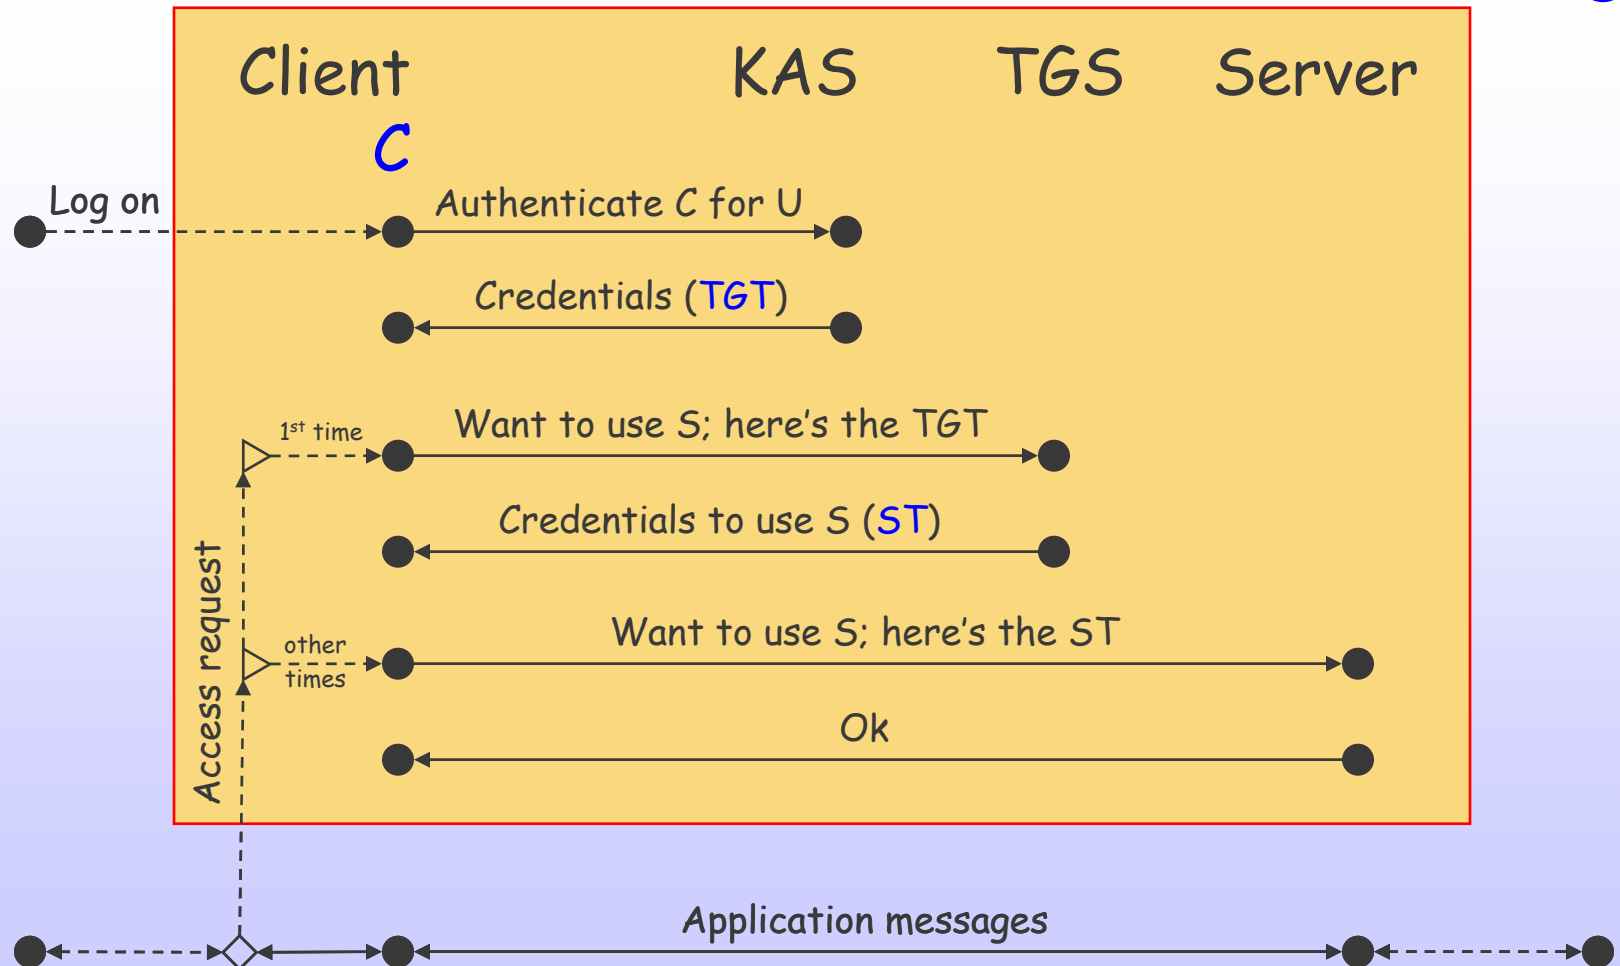 Client KAS TGS Server
C
Log on
Authenticate C for U
Credentials (TGT)
1st time
Want to use S; here's the TGT
Credentials to use S (ST)
Access request
other
times
Want to use S; here's the ST
Ok
Application messages